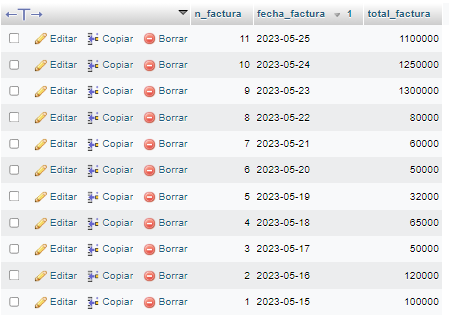 n_factura fecha_factura 1 total_factura
Editar Copiar Borrar 11 2023-05-25 1100000
Editar Copiar Borrar 10 2023-05-24 1250000
Editar Copiar Borrar 9 2023-05-23 1300000
Editar Copiar Borrar 8 2023-05-22 80000
Editar Copiar Borrar 7 2023-05-21 60000
Editar Copiar Borrar 6 2023-05-20 50000
Editar Copiar Borrar 5 2023-05-19 32000
Editar Copiar Borrar 4 2023-05-18 65000
Editar Copiar Borrar 3 2023-05-17 50000
Editar Copiar Borrar 2 2023-05-16 120000
Editar Copiar Borrar 1 2023-05-15 100000